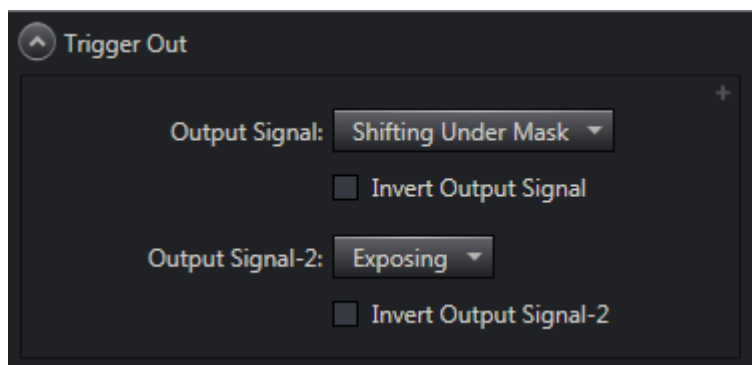 Trigger Out
Output Signal: Shifting Under Mask
Invert Output Signal
Output Signal-2: Exposing
Invert Output Signal-2